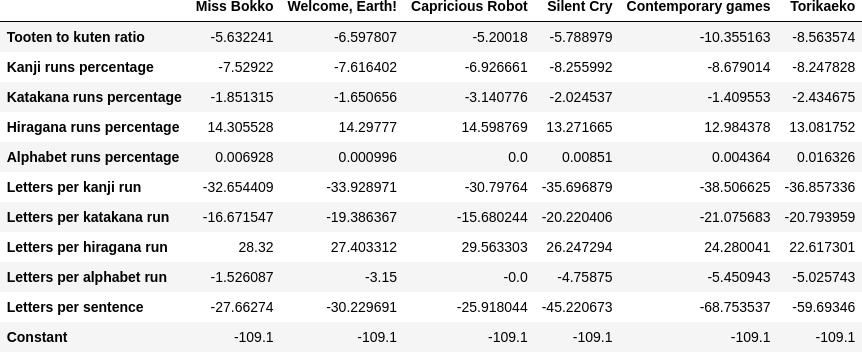 Miss Bokko Welcome, Earth! Capricious Robot Silent Cry Contemporary games Torikaeko
Tooten to kuten ratio -5.632241 -6.597807 -5.20018 -5.788979 -10.355163 -8.563574
Kanji runs percentage -7.52922 -7.616402 -6.926661 -8.255992 -8.679014 -8.247828
Katakana runs percentage -1.851315 -1.650656 -3.140776 -2.024537 -1.409553 -2.434675
Hiragana runs percentage 14.305528 14.29777 14.598769 13.271665 12.984378 13.081752
Alphabet runs percentage 0.006928 0.000996 0.0 0.00851 0.004364 0.016326
Letters per kanji run -32.654409 -33.928971 -30.79764 -35.696879 -38.506625 -36.857336
Letters per katakana run -16.671547 -19.386367 -15.680244 -20.220406 -21.075683 -20.793959
Letters per hiragana run 28.32 27.403312 29.563303 26.247294 24.280041 22.617301
Letters per alphabet run -1.526087 -3.15 -0.0 -4.75875 -5.450943 -5.025743
Letters per sentence -27.66274 -30.229691 -25.918044 -45.220673 -68.753537 -59.69346
Constant -109.1 -109.1 -109.1 -109.1 -109.1 -109.1